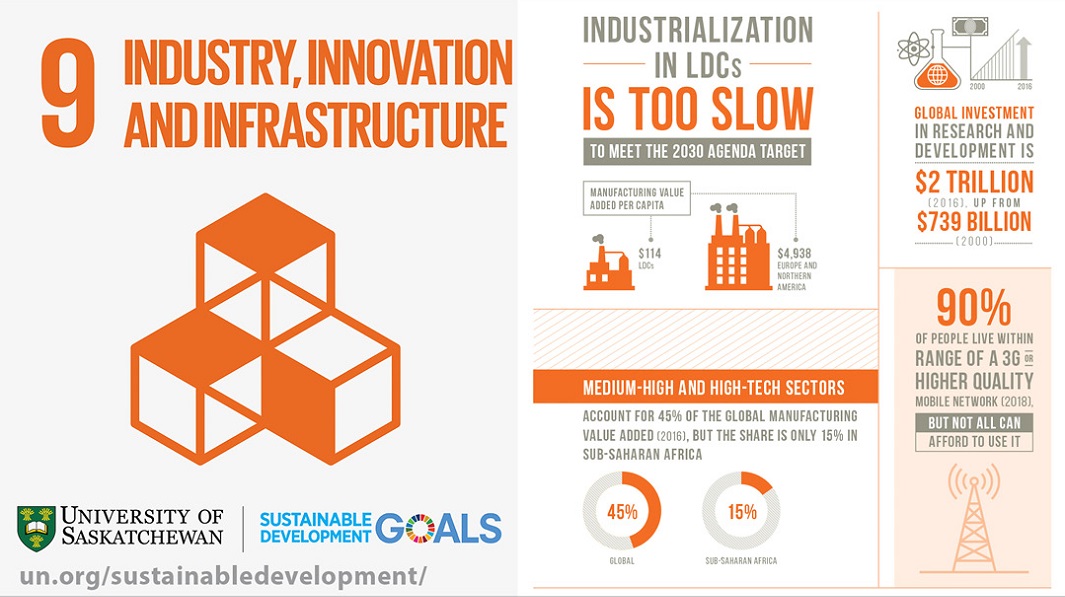 9
INDUSTRY, INNOVATION
AND INFRASTRUCTURE
UNIVERSITY OF
SASKATCHEWAN
SUSTAINABLE
DEVELOPMENT
GOALS
un.org/sustainabledevelopment/
INDUSTRIALIZATION
IN LDCs
IS TOO SLOW
TO MEET THE 2030 AGENDA TARGET
MANUFACTURING VALUE
ADDED PER CAPITA
$114
LDCs
$4,938
EUROPE AND
NORTHERN
AMERICA
MEDIUM-HIGH AND HIGH-TECH SECTORS
ACCOUNT FOR 45% OF THE GLOBAL MANUFACTURING
VALUE ADDED (2016), BUT THE SHARE IS ONLY 15% IN
SUB-SAHARAN AFRICA
45%
GLOBAL
15%
SUB-SAHARAN AFRICA
2000
2016
GLOBAL INVESTMENT
IN RESEARCH AND
DEVELOPMENT IS
$2 TRILLION
(2016), UP FROM
$739 BILLION
(2000)
90%
OF PEOPLE LIVE WITHIN
RANGE OF A 3G OR
HIGHER QUALITY
MOBILE NETWORK (2018),
BUT NOT ALL CAN
AFFORD TO USE IT